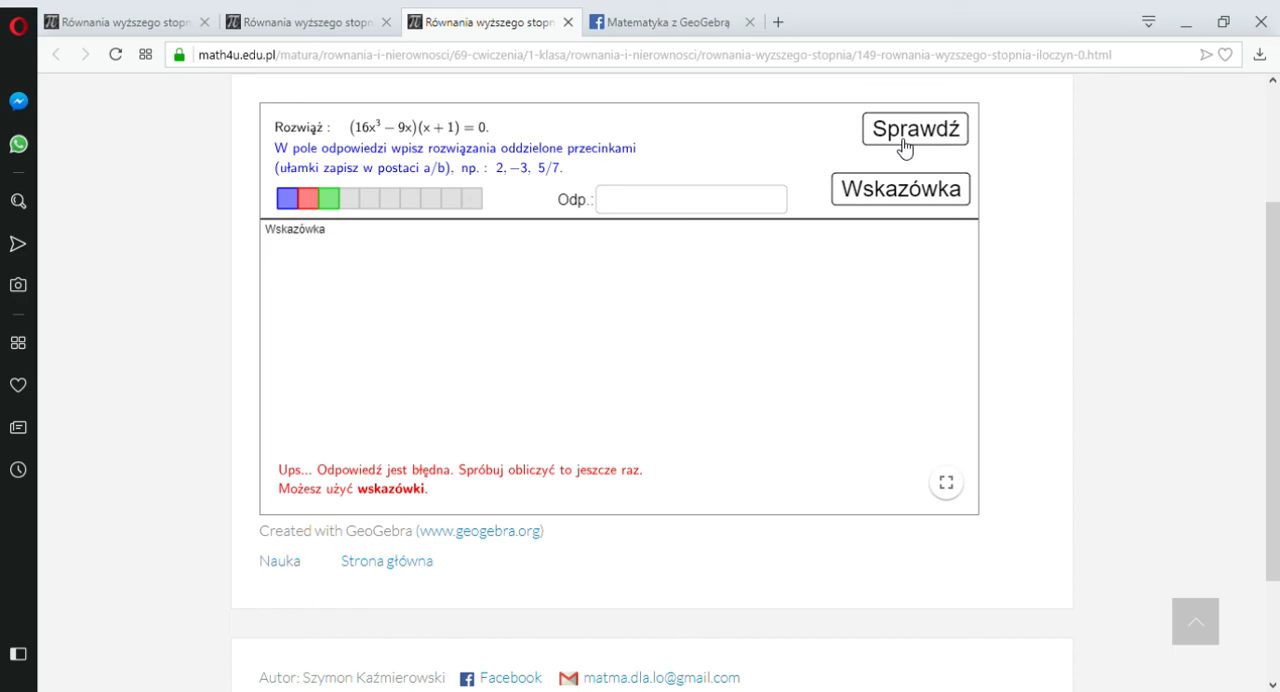 Równania wyższego stopn
Równania wyższego stopn
Równania wyższego stopn
Matematyka z GeoGebrą
math4u.edu.pl/matura/rownania-i-nierownosci/69-cwiczenia/1-klasa/rownania-i-nierownosci/rownania-wyzszego-stopnia/149-rownania-wyzszego-stopnia-iloczyn-0.html
Rozwiąż : (16x³ − 9x)(x + 1) = 0.
Sprawdź
W pole odpowiedzi wpisz rozwiązania oddzielone przecinkami
(ułamki zapisz w postaci a/b), np. : 2, −3, 5/7.
Wskazówka
Odp.:
Wskazówka
Ups... Odpowiedź jest błędna. Spróbuj obliczyć to jeszcze raz.
Możesz użyć wskazówki.
Created with GeoGebra (www.geogebra.org)
Nauka Strona główna
Autor: Szymon Kaźmierowski Facebook matma.dla.lo@gmail.com